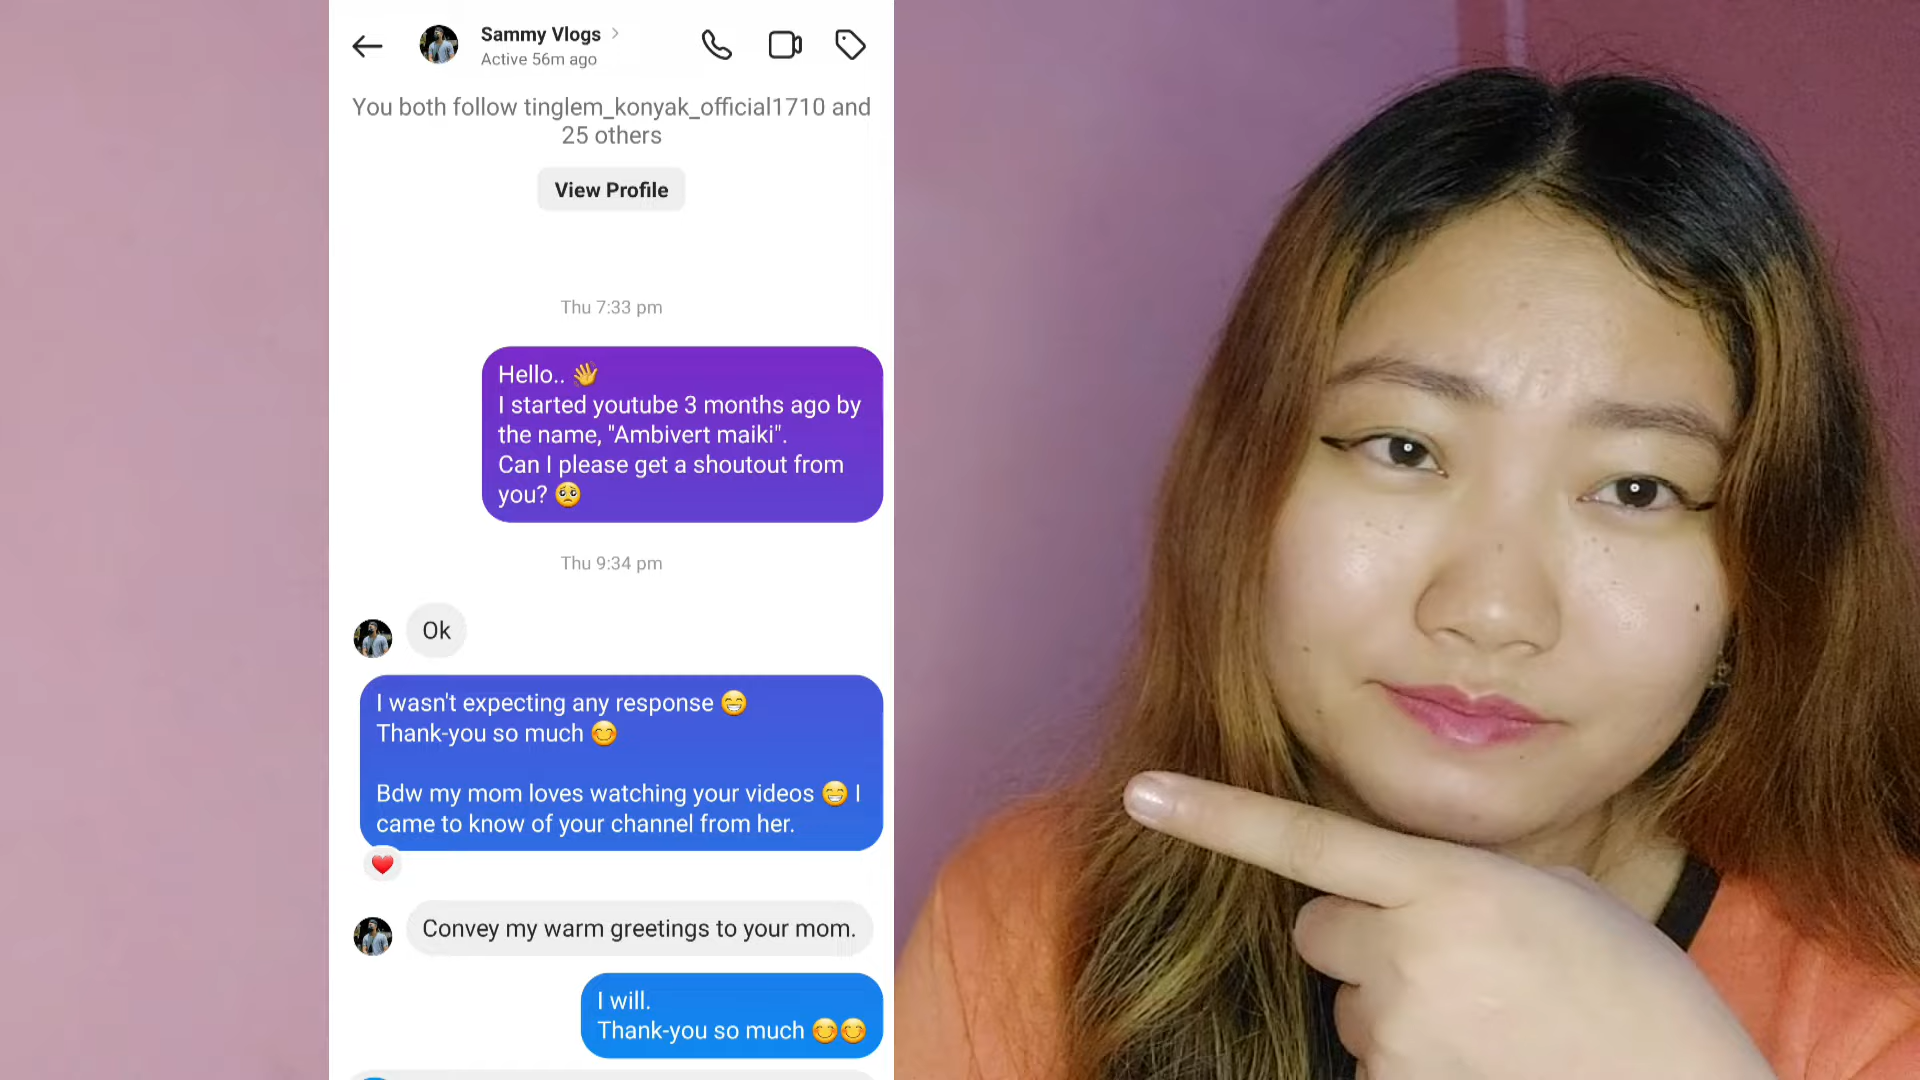 Sammy Vlogs
Active 56m ago
You both follow tinglem_konyak_official1710 and
25 others
View Profile
Thu 7:33 pm
Hello.. 👋
I started youtube 3 months ago by
the name, "Ambivert maiki".
Can I please get a shoutout from
you? 🥺
Thu 9:34 pm
Ok
I wasn't expecting any response 😁
Thank-you so much 😊
Bdw my mom loves watching your videos 😁 I
came to know of your channel from her.
Convey my warm greetings to your mom.
I will.
Thank-you so much 😊😊